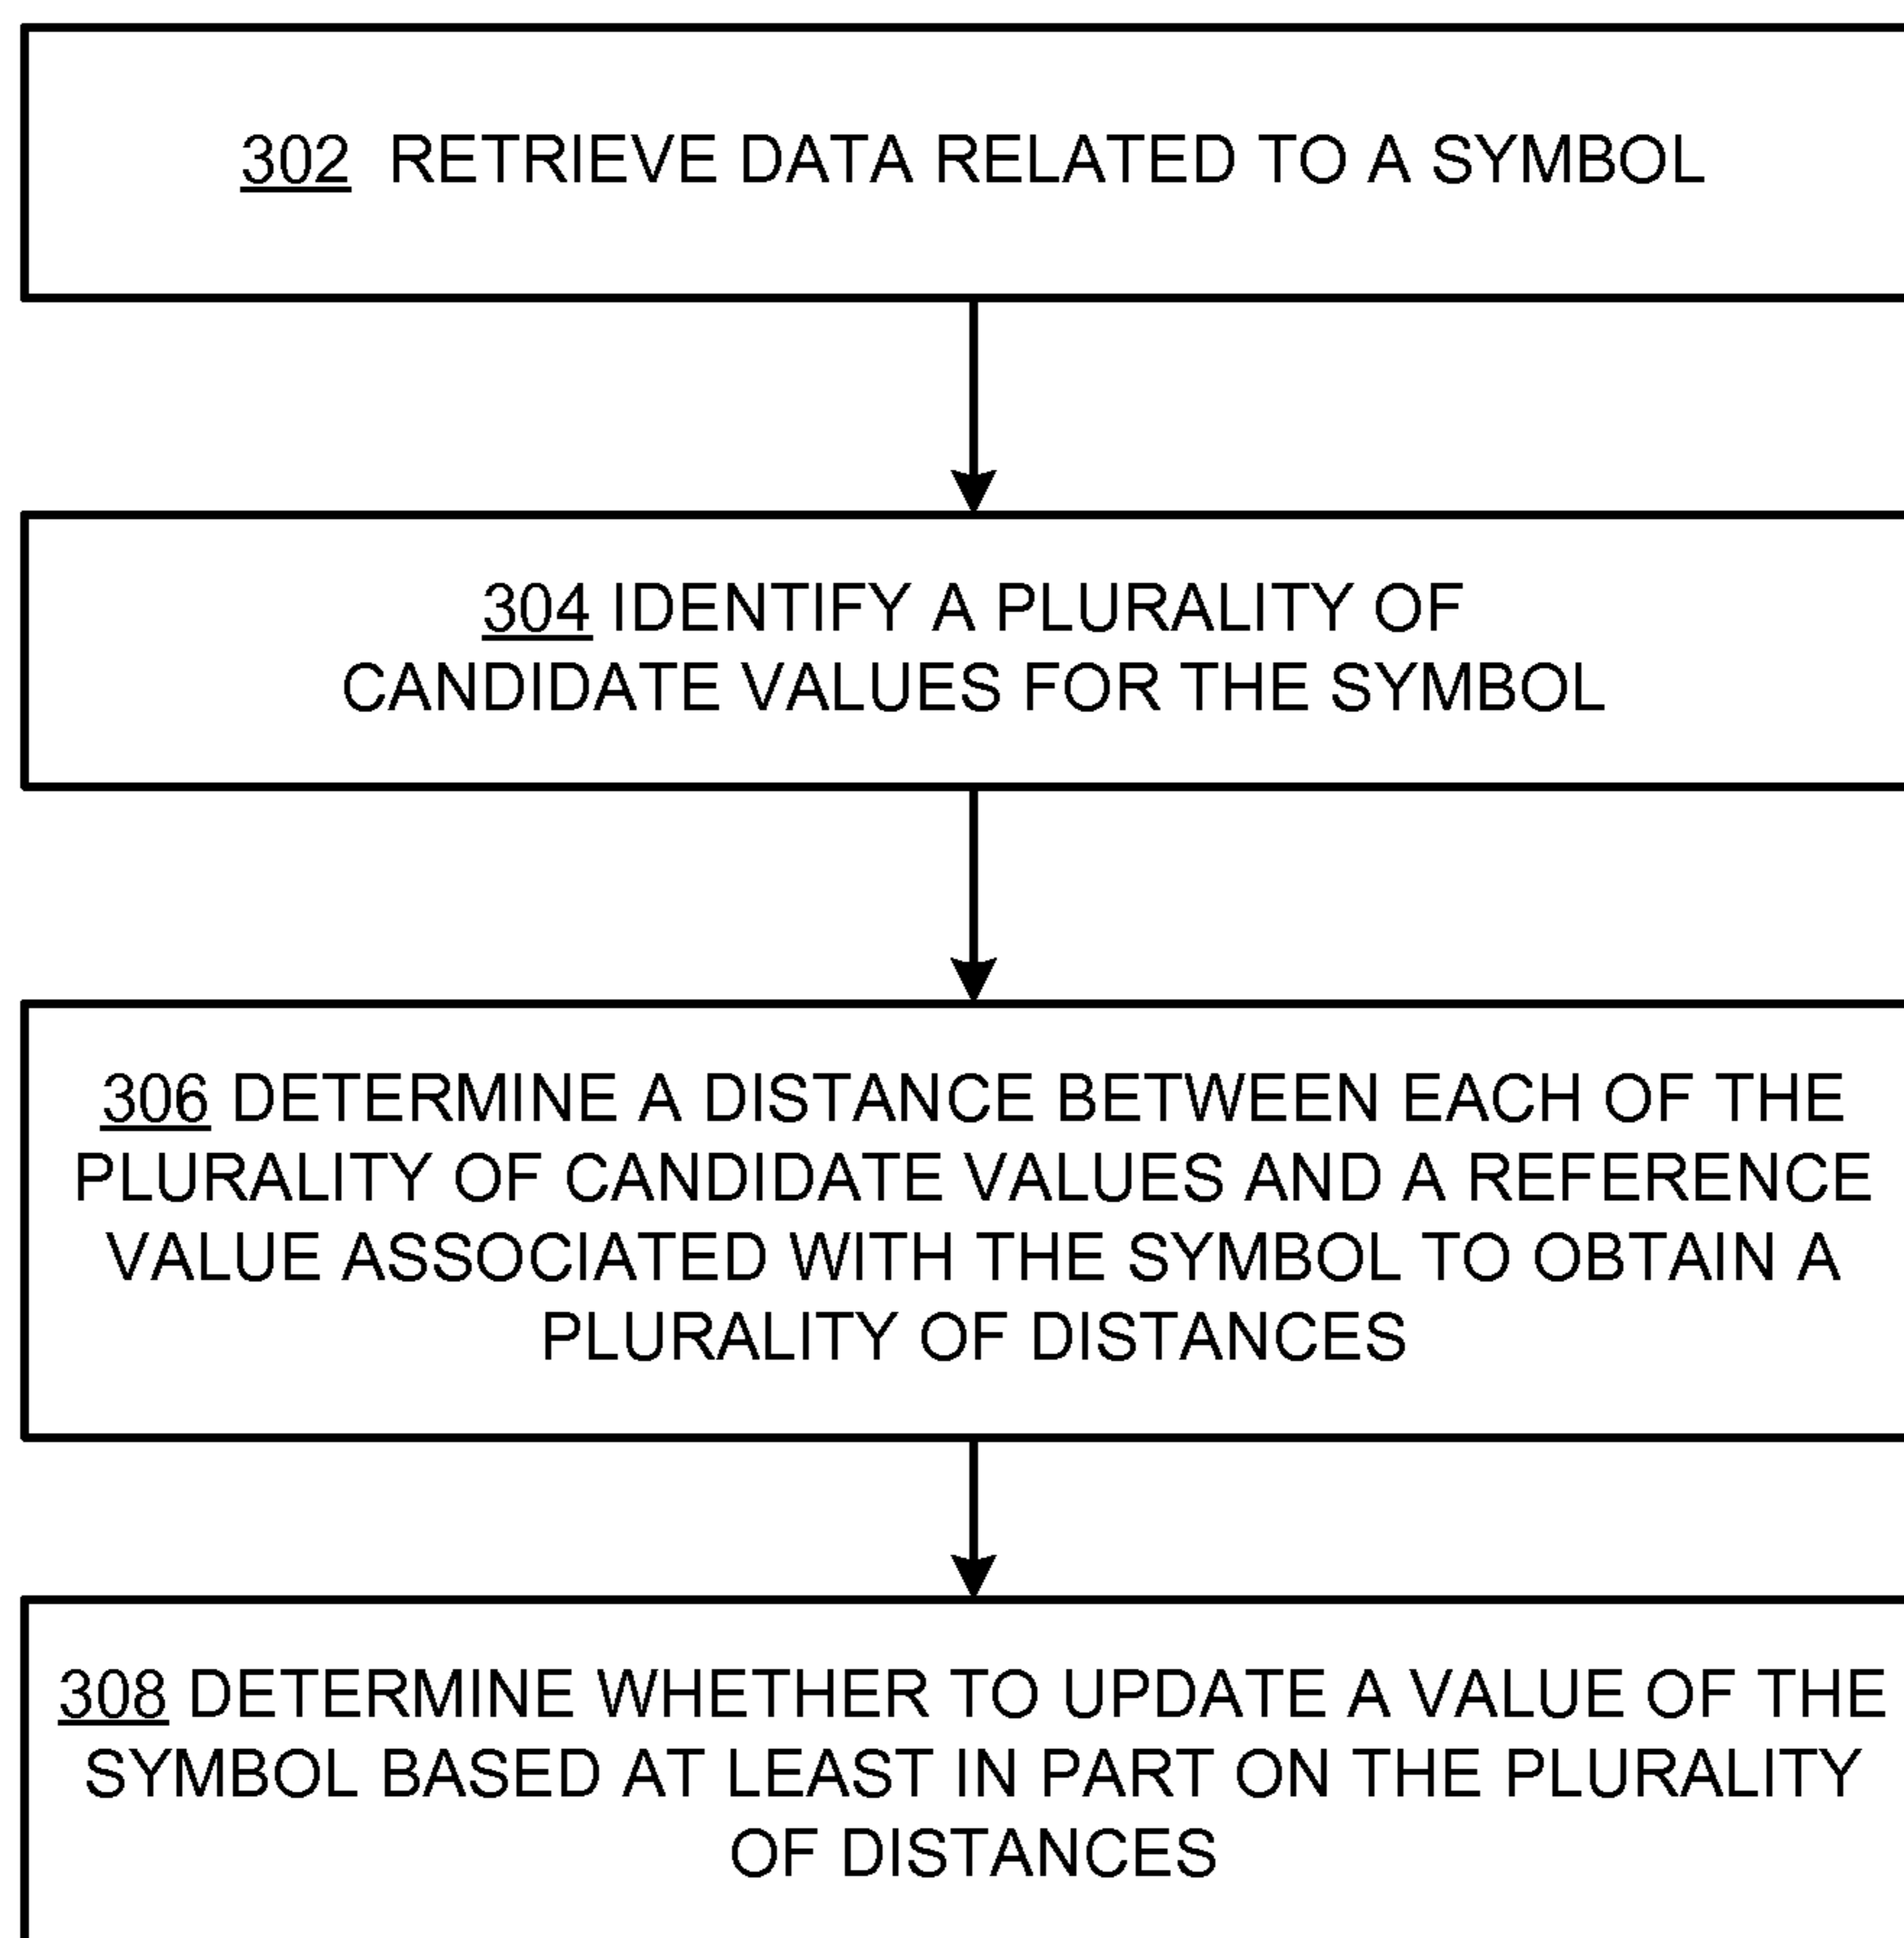 302 RETRIEVE DATA RELATED TO A SYMBOL
304 IDENTIFY A PLURALITY OF
CANDIDATE VALUES FOR THE SYMBOL
306 DETERMINE A DISTANCE BETWEEN EACH OF THE
PLURALITY OF CANDIDATE VALUES AND A REFERENCE
VALUE ASSOCIATED WITH THE SYMBOL TO OBTAIN A
PLURALITY OF DISTANCES
308 DETERMINE WHETHER TO UPDATE A VALUE OF THE
SYMBOL BASED AT LEAST IN PART ON THE PLURALITY
OF DISTANCES